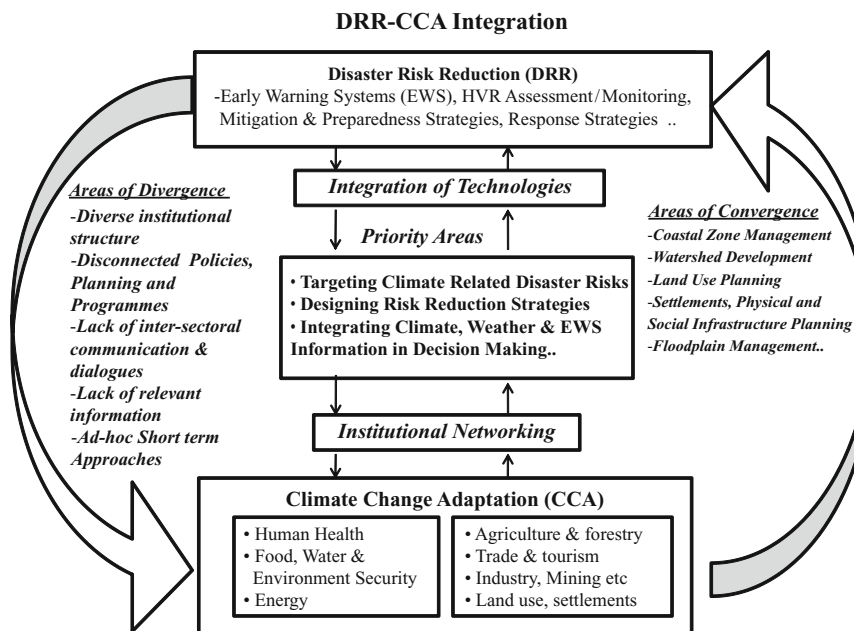 DRR-CCA Integration
Disaster Risk Reduction (DRR)
-Early Warning Systems (EWS), HVR Assessment/Monitoring,
Mitigation & Preparedness Strategies, Response Strategies ..
Integration of Technologies
Areas of Divergence
-Diverse institutional
structure
-Disconnected Policies,
Planning and
Programmes
-Lack of inter-sectoral
communication &
dialogues
-Lack of relevant
information
-Ad-hoc Short term
Approaches
Priority Areas
• Targeting Climate Related Disaster Risks
• Designing Risk Reduction Strategies
• Integrating Climate, Weather & EWS
Information in Decision Making..
Areas of Convergence
-Coastal Zone Management
-Watershed Development
-Land Use Planning
-Settlements, Physical and
Social Infrastructure Planning
-Floodplain Management..
Institutional Networking
Climate Change Adaptation (CCA)
• Human Health
• Food, Water &
Environment Security
• Energy
• Agriculture & forestry
• Trade & tourism
• Industry, Mining etc
• Land use, settlements